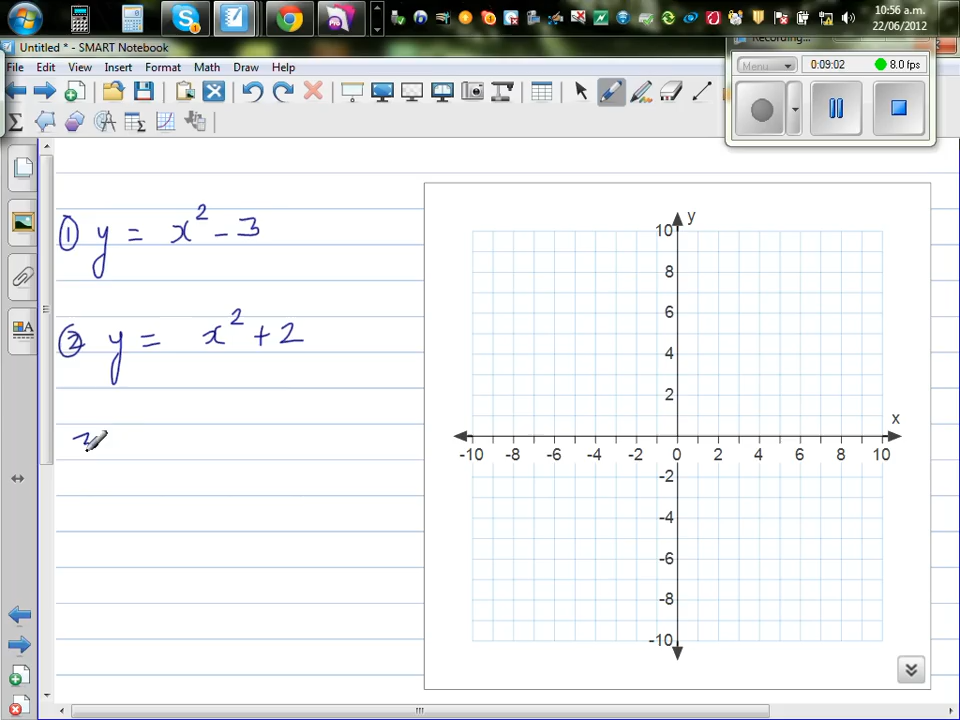 10:56 a.m.
22/06/2012
Untitled * - SMART Notebook
Recording...
File Edit View Insert Format Math Draw Help
Menu 0:09:02 8.0 fps
① y = x² - 3
② y = x² + 2
3
y
10
8
6
4
2
x
-10 -8 -6 -4 -2 0 2 4 6 8 10
-2
-4
-6
-8
-10